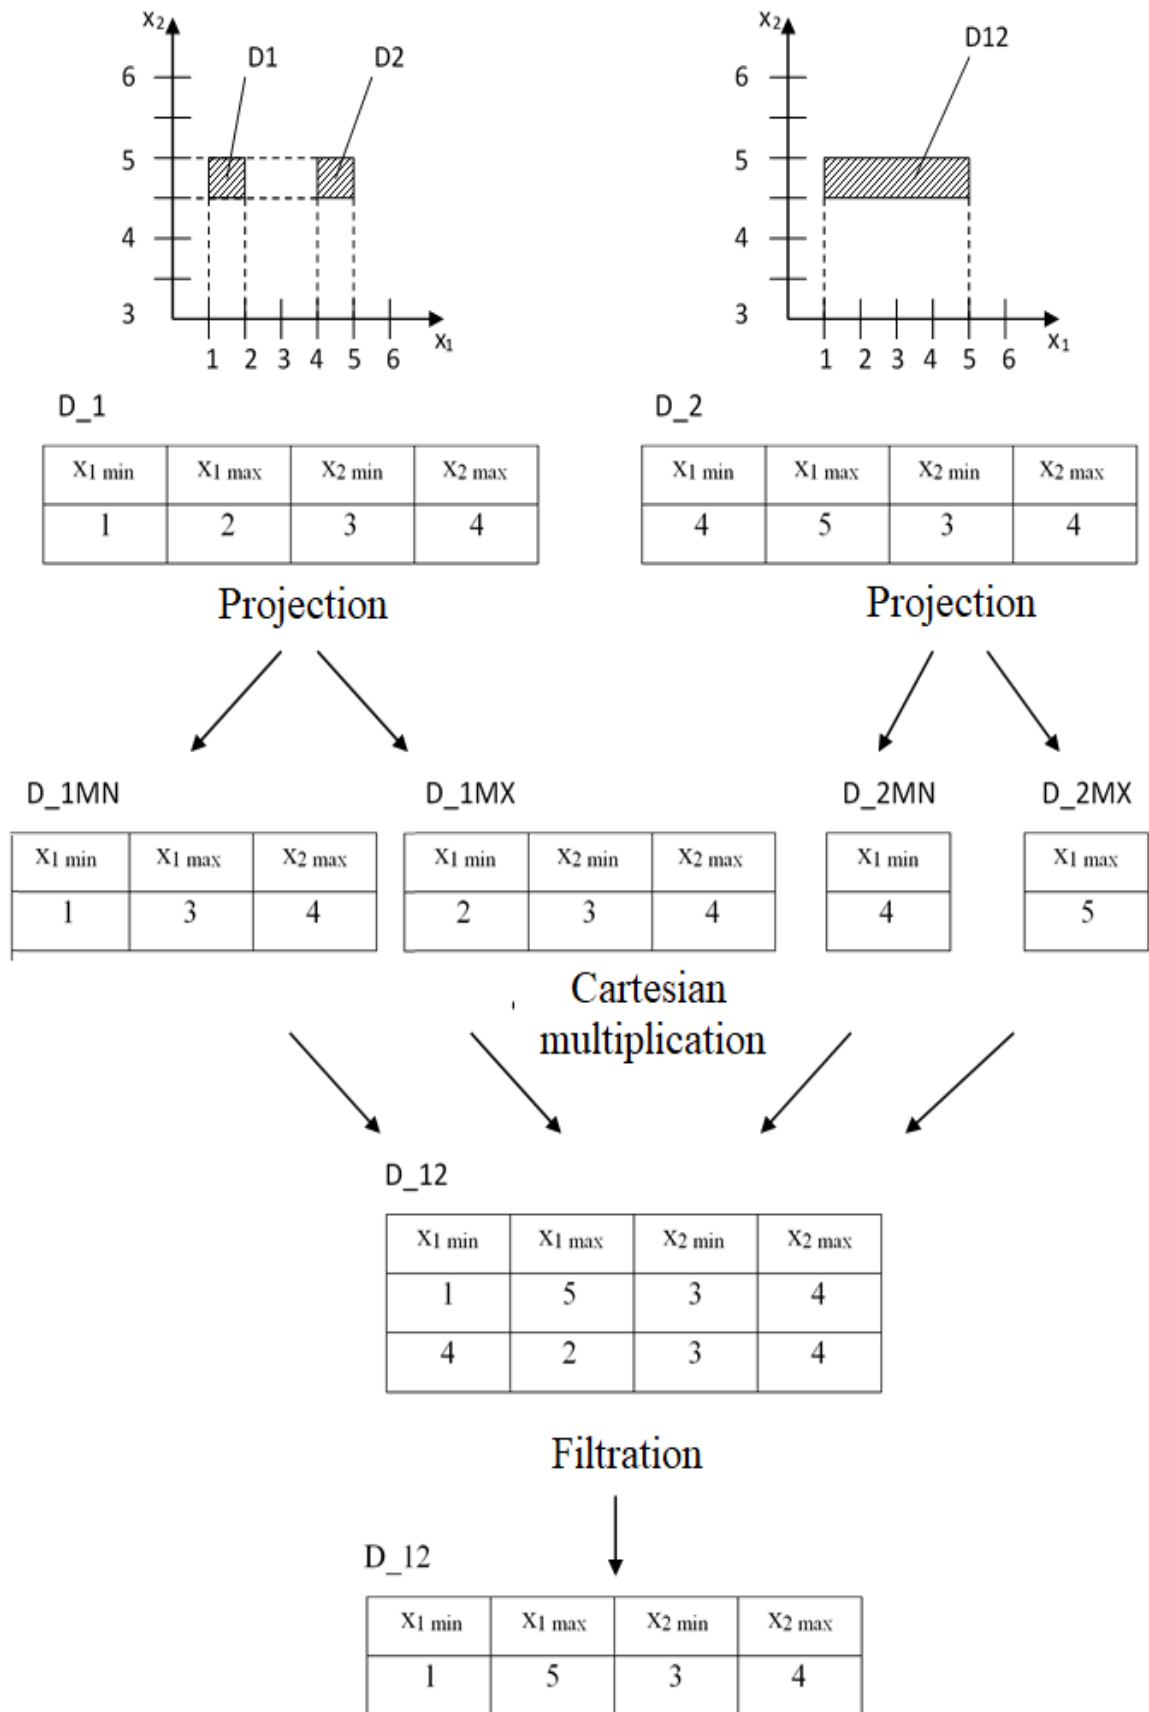 x₂ x₂
D1 D2 D12
6 6
5 5
4 4
3 3
x₁ x₁
1 2 3 4 5 6 1 2 3 4 5 6
D_1 D_2
X1 min X1 max X2 min X2 max X1 min X1 max X2 min X2 max
1 2 3 4 4 5 3 4
Projection Projection
D_1MN D_1MX D_2MN D_2MX
X1 min X1 max X2 max X1 min X2 min X2 max X1 min X1 max
1 3 4 2 3 4 4 5
Cartesian
multiplication
D_12
X1 min X1 max X2 min X2 max
1 5 3 4
4 2 3 4
Filtration
D_12
X1 min X1 max X2 min X2 max
1 5 3 4